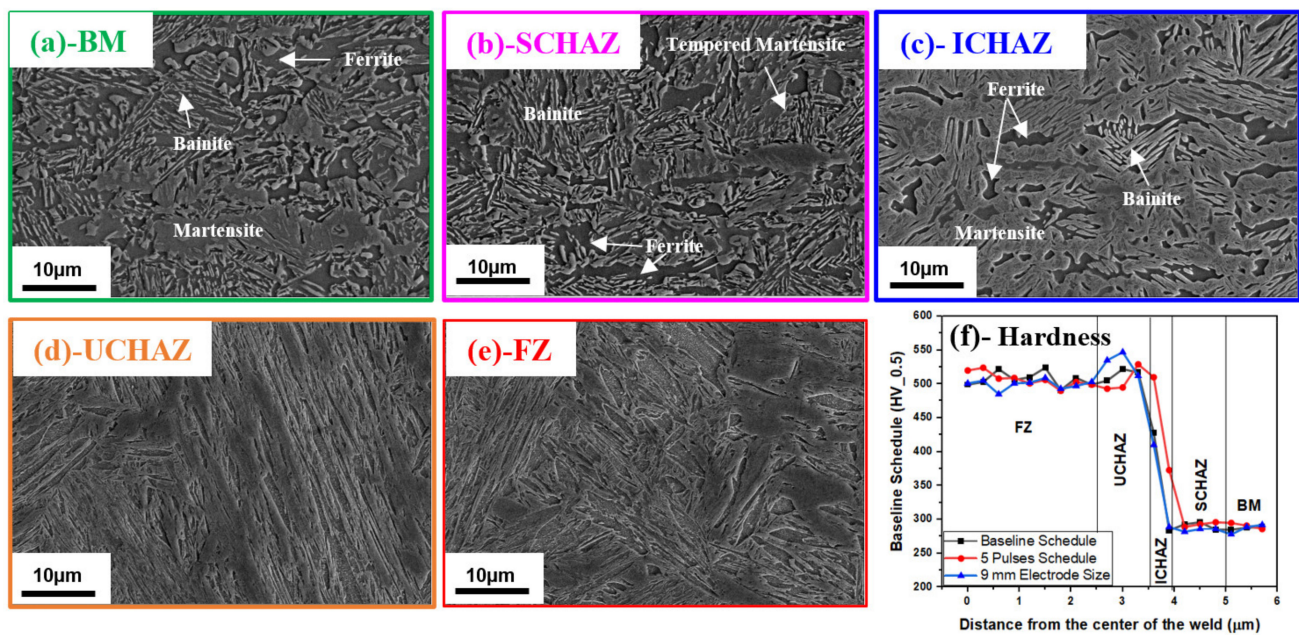 (a)-BM
Ferrite
Bainite
Martensite
10µm
(b)-SCHAZ
Tempered Martensite
Bainite
Ferrite
10µm
(c)- ICHAZ
Ferrite
Bainite
Martensite
10µm
(d)-UCHAZ
10µm
(e)-FZ
10µm
(f)- Hardness
Baseline Schedule (HV_0.5)
600
550
500
450
400
350
300
250
200
FZ
UCHAZ
ICHAZ
SCHAZ
BM
Baseline Schedule
5 Pulses Schedule
9 mm Electrode Size
0 1 2 3 4 5 6
Distance from the center of the weld (µm)